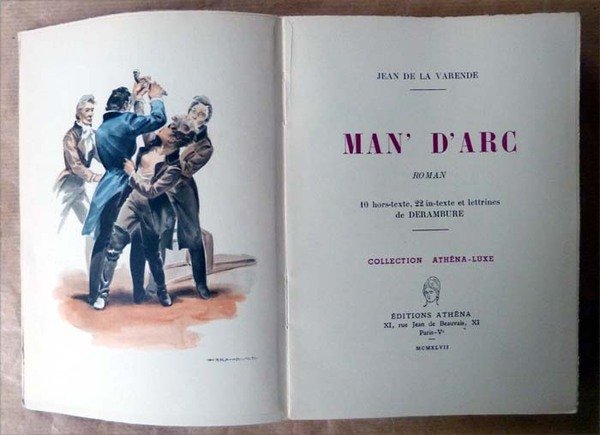 JEAN DE LA VARENDE
MAN' D'ARC
ROMAN
10 hors-texte, 22 in-texte et lettrines
de DERAMBURE
COLLECTION ATHÊNA-LUXE
ÉDITIONS ATHÊNA
XI, rue Jean de Beauvais, XI
Paris-Vᵉ
MCMXLVII